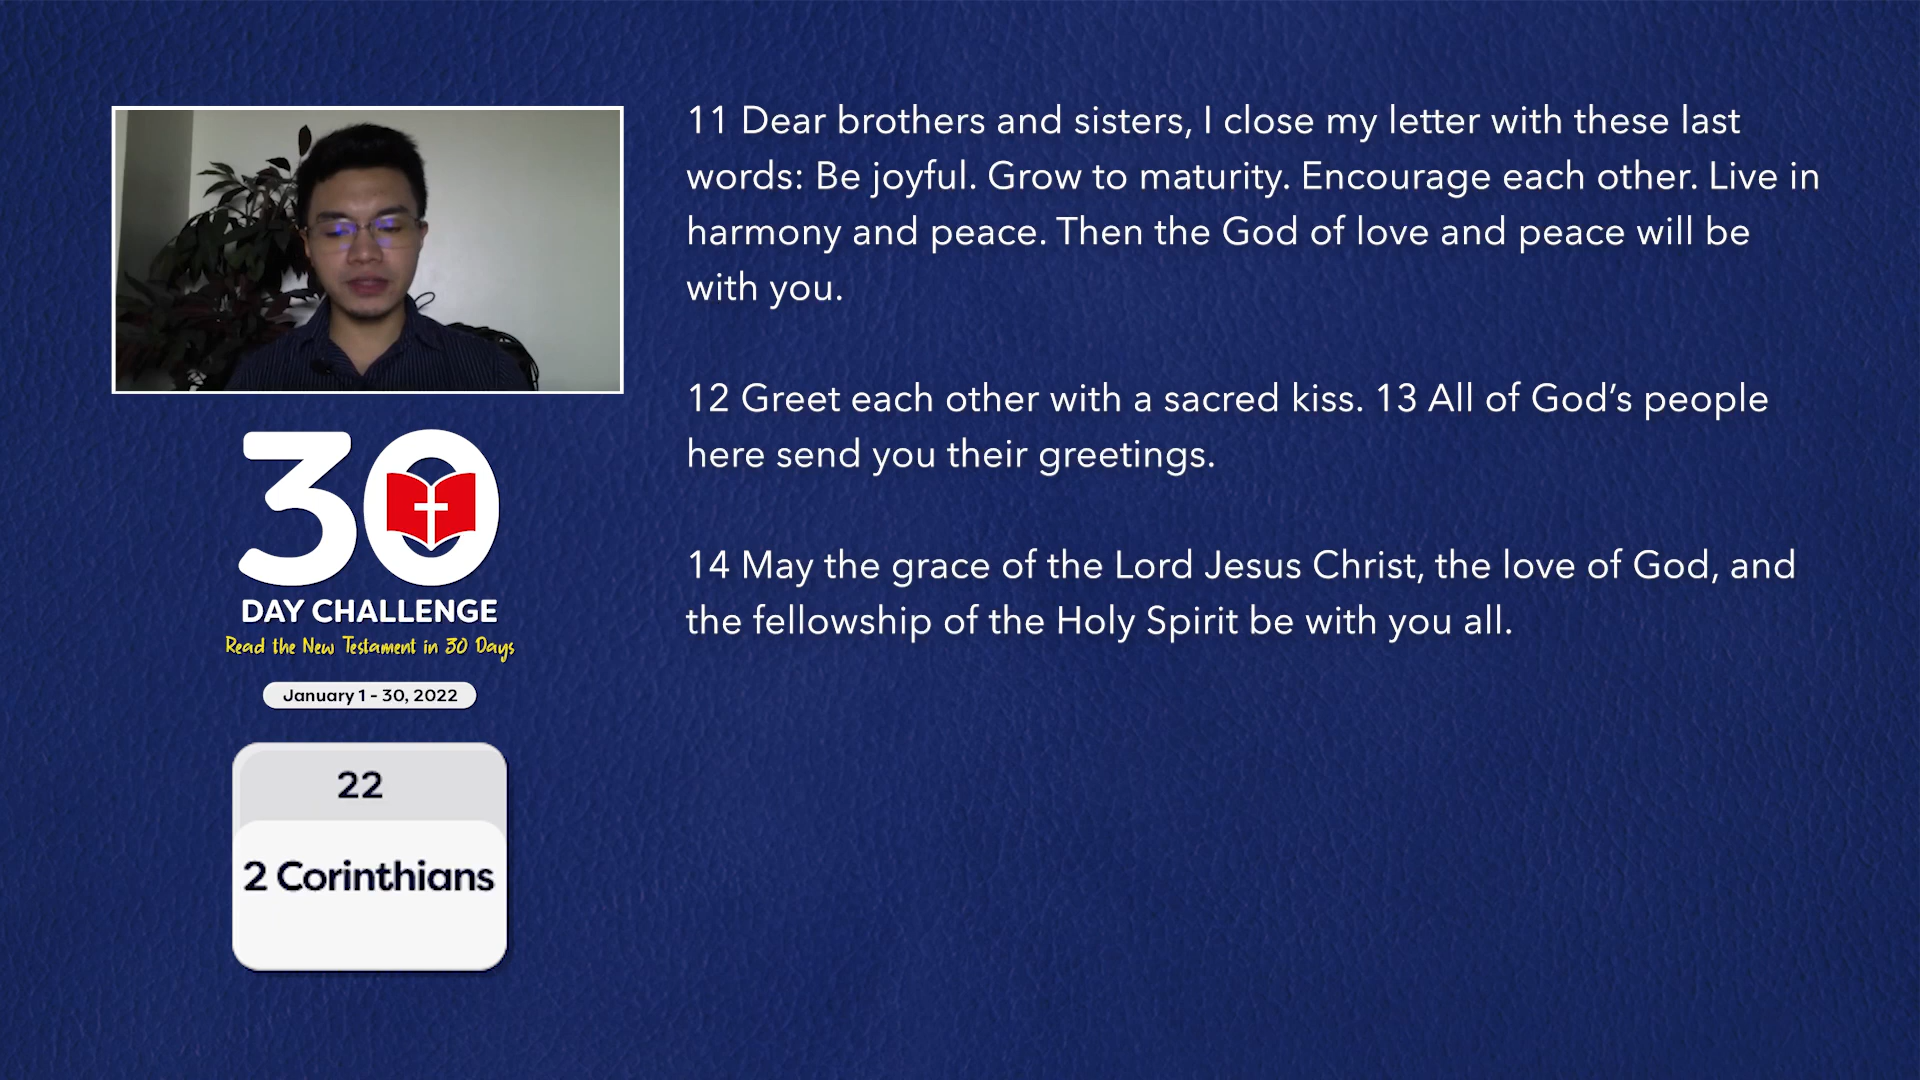 11 Dear brothers and sisters, I close my letter with these last
words: Be joyful. Grow to maturity. Encourage each other. Live in
harmony and peace. Then the God of love and peace will be
with you.
12 Greet each other with a sacred kiss. 13 All of God’s people
here send you their greetings.
14 May the grace of the Lord Jesus Christ, the love of God, and
the fellowship of the Holy Spirit be with you all.
30
DAY CHALLENGE
Read the New Testament in 30 Days
January 1 - 30, 2022
22
2 Corinthians